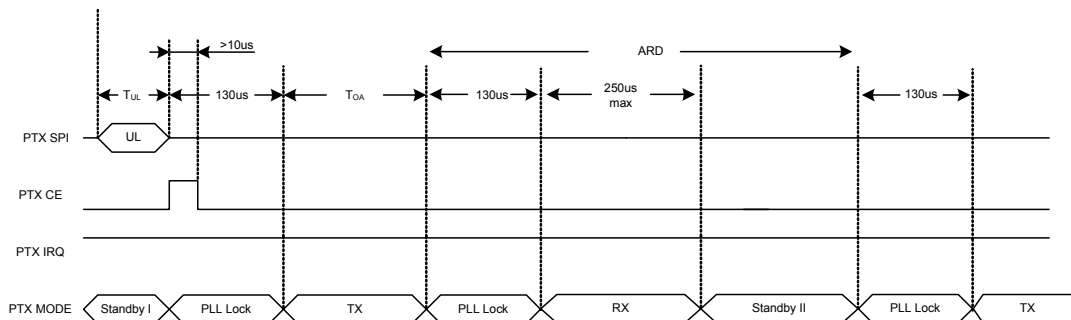 >10us
ARD
TUL
130us
TOA
130us
250us
max
130us
PTX SPI
UL
PTX CE
PTX IRQ
PTX MODE
Standby I
PLL Lock
TX
PLL Lock
RX
Standby II
PLL Lock
TX